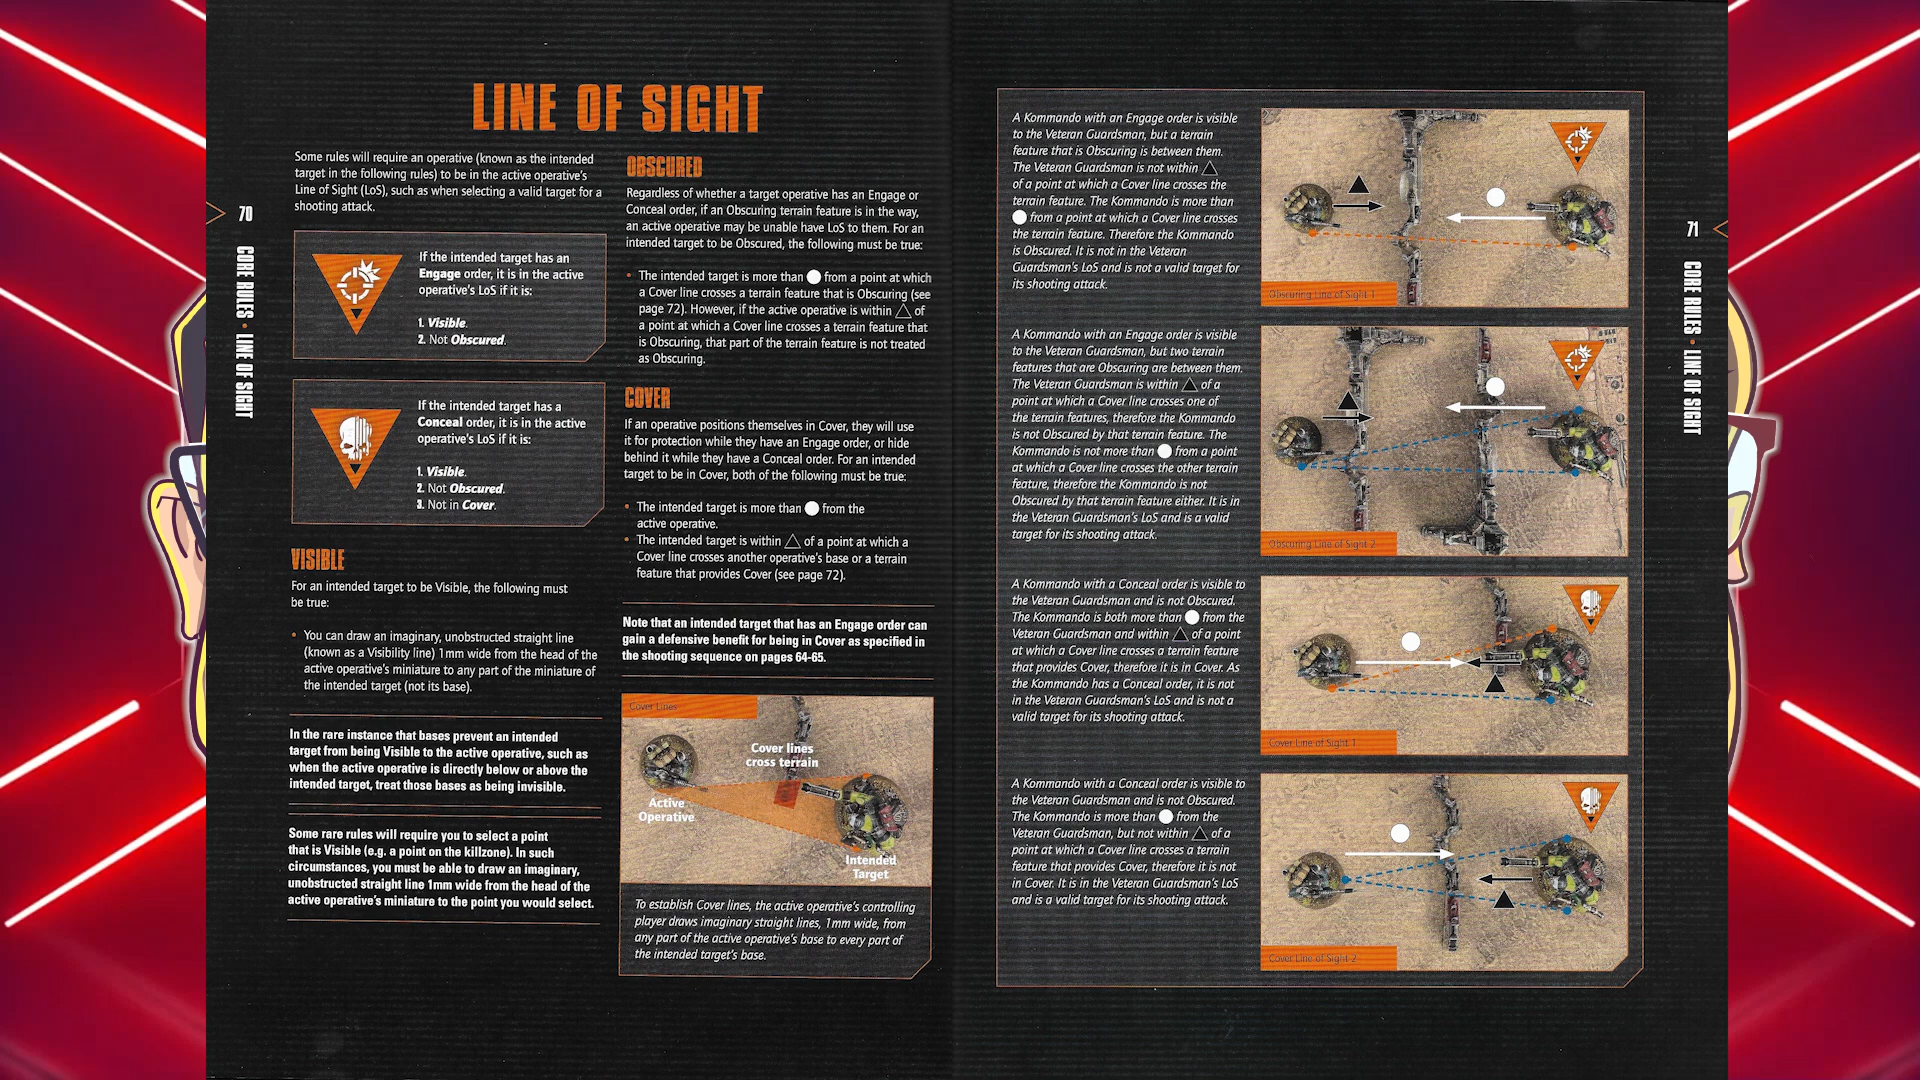 LINE OF SIGHT
Some rules will require an operative (known as the intended
target in the following rules) to be in the active operative's
Line of Sight (LoS), such as when selecting a valid target for a
shooting attack.
70
CORE RULES • LINE OF SIGHT
If the intended target has an
Engage order, it is in the active
operative's LoS if it is:
1. Visible.
2. Not Obscured.
If the intended target has a
Conceal order, it is in the active
operative's LoS if it is:
1. Visible.
2. Not Obscured.
3. Not in Cover.
VISIBLE
For an intended target to be Visible, the following must
be true:
• You can draw an imaginary, unobstructed straight line
(known as a Visibility line) 1mm wide from the head of the
active operative's miniature to any part of the miniature of
the intended target (not its base).
In the rare instance that bases prevent an intended
target from being Visible to the active operative, such as
when the active operative is directly below or above the
intended target, treat those bases as being invisible.
Some rare rules will require you to select a point
that is Visible (e.g. a point on the killzone). In such
circumstances, you must be able to draw an imaginary,
unobstructed straight line 1mm wide from the head of the
active operative's miniature to the point you would select.
OBSCURED
Regardless of whether a target operative has an Engage or
Conceal order, if an Obscuring terrain feature is in the way,
an active operative may be unable have LoS to them. For an
intended target to be Obscured, the following must be true:
• The intended target is more than ⬤ from a point at which
a Cover line crosses a terrain feature that is Obscuring (see
page 72). However, if the active operative is within △ of
a point at which a Cover line crosses a terrain feature that
is Obscuring, that part of the terrain feature is not treated
as Obscuring.
COVER
If an operative positions themselves in Cover, they will use
it for protection while they have an Engage order, or hide
behind it while they have a Conceal order. For an intended
target to be in Cover, both of the following must be true:
• The intended target is more than ⬤ from the
active operative.
• The intended target is within △ of a point at which a
Cover line crosses another operative's base or a terrain
feature that provides Cover (see page 72).
Note that an intended target that has an Engage order can
gain a defensive benefit for being in Cover as specified in
the shooting sequence on pages 64-65.
Cover Lines
Cover lines
cross terrain
Active
Operative
Intended
Target
To establish Cover lines, the active operative's controlling
player draws imaginary straight lines, 1mm wide, from
any part of the active operative's base to every part of
the intended target's base.
A Kommando with an Engage order is visible
to the Veteran Guardsman, but a terrain
feature that is Obscuring is between them.
The Veteran Guardsman is not within △
of a point at which a Cover line crosses the
terrain feature. The Kommando is more than
⬤ from a point at which a Cover line crosses
the terrain feature. Therefore the Kommando
is Obscured. It is not in the Veteran
Guardsman's LoS and is not a valid target for
its shooting attack.
Obscuring Line of Sight 1
A Kommando with an Engage order is visible
to the Veteran Guardsman, but two terrain
features that are Obscuring are between them.
The Veteran Guardsman is within △ of a
point at which a Cover line crosses one of
the terrain features, therefore the Kommando
is not Obscured by that terrain feature. The
Kommando is not more than ⬤ from a point
at which a Cover line crosses the other terrain
feature, therefore the Kommando is not
Obscured by that terrain feature either. It is in
the Veteran Guardsman's LoS and is a valid
target for its shooting attack.
Obscuring Line of Sight 2
A Kommando with a Conceal order is visible to
the Veteran Guardsman and is not Obscured.
The Kommando is both more than ⬤ from the
Veteran Guardsman and within △ of a point
at which a Cover line crosses a terrain feature
that provides Cover, therefore it is in Cover. As
the Kommando has a Conceal order, it is not
in the Veteran Guardsman's LoS and is not a
valid target for its shooting attack.
Cover Line of Sight 1
A Kommando with a Conceal order is visible to
the Veteran Guardsman and is not Obscured.
The Kommando is more than ⬤ from the
Veteran Guardsman, but not within △ of a
point at which a Cover line crosses a terrain
feature that provides Cover, therefore it is not
in Cover. It is in the Veteran Guardsman's LoS
and is a valid target for its shooting attack.
Cover Line of Sight 2
71
CORE RULES • LINE OF SIGHT